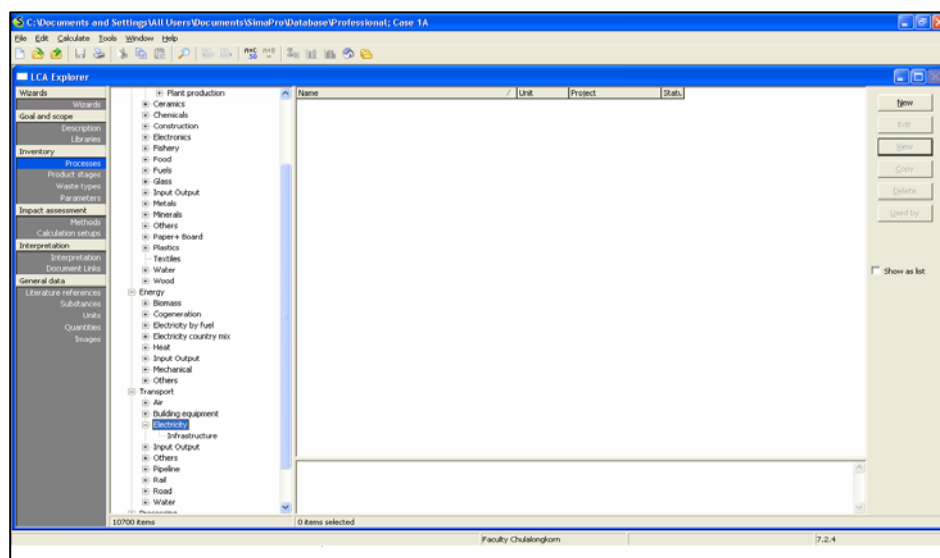 C:\Documents and Settings\All Users\Documents\SimaPro\Database\Professional; Case 1A
File Edit Calculate Tools Window Help
LCA Explorer
Wizards
Wizards
Goal and scope
Description
Libraries
Inventory
Processes
Product stages
Waste types
Parameters
Impact assessment
Methods
Calculation setups
Interpretation
Interpretation
Document Links
General data
Literature references
Substances
Units
Quantities
Images
Plant production
Ceramics
Chemicals
Construction
Electronics
Fishery
Food
Fuels
Glass
Input Output
Metals
Minerals
Others
Paper+ Board
Plastics
Textiles
Water
Wood
Energy
Biomass
Cogeneration
Electricity by fuel
Electricity country mix
Heat
Input Output
Mechanical
Others
Transport
Air
Building equipment
Electricity
Infrastructure
Input Output
Others
Pipeline
Rail
Road
Water
Name / Unit Project Statu
New
Edit
View
Copy
Delete
Used by
Show as list
10700 items 0 items selected
Faculty Chulalongkorn 7.2.4